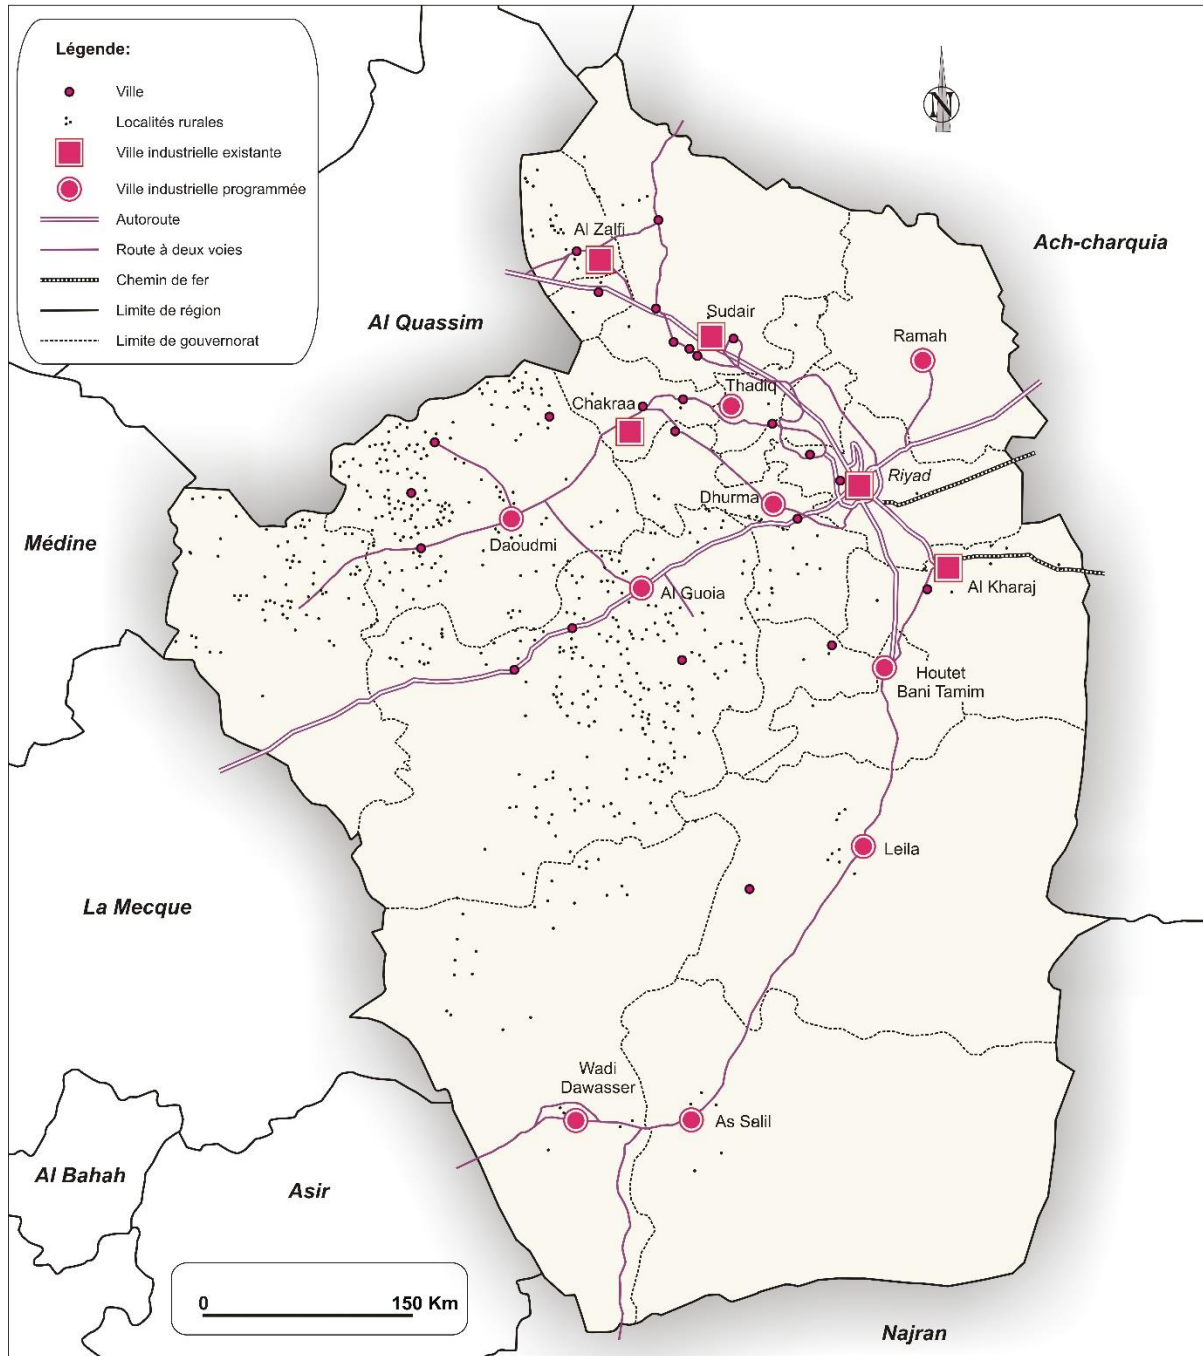 Légende:
Ville
Localités rurales
Ville industrielle existante
Ville industrielle programmée
Autoroute
Route à deux voies
Chemin de fer
Limite de région
Limite de gouvernorat
N
Al Zalfi
Ach-charquia
Al Quassim
Sudair
Ramah
Thadiq
Chakraa
Riyad
Dhurma
Médine
Daoudmi
Al Guoia
Al Kharaj
Houtet
Bani Tamim
Leila
La Mecque
Wadi
Dawasser
As Selil
Al Bahah
Asir
0 150 Km
Najran